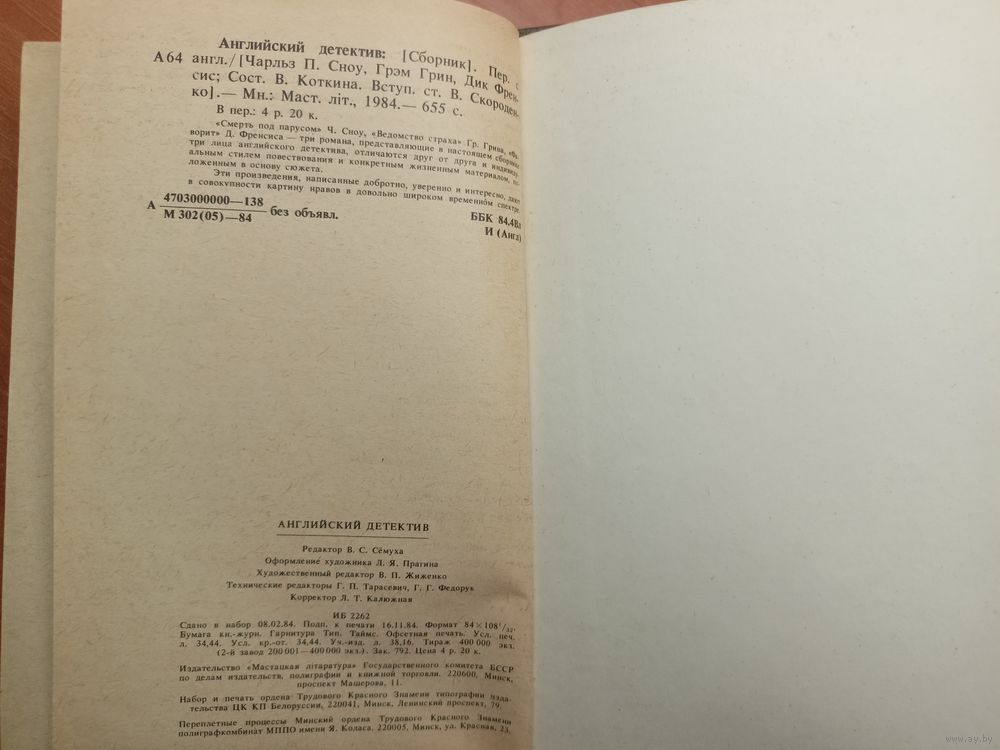 Английский детектив: [Сборник]. Пер. с
А 64 англ./[Чарльз П. Сноу, Грэм Грин, Дик Френ-
сис; Сост. В. Коткина. Вступ. ст. В. Скороден-
ко].— Мн.: Маст. літ., 1984.— 655 с.
В пер.: 4 р. 20 к.
«Смерть под парусом» Ч. Сноу, «Ведомство страха» Гр. Грина, «Фа-
ворит» Д. Френсиса — три романа, представляющие в настоящем сборнике
три лица английского детектива, отличаются друг от друга и индивиду-
альным стилем повествования и конкретным жизненным материалом, по-
ложенным в основу сюжета.
Эти произведения, написанные добротно, уверенно и интересно, дают
в совокупности картину нравов в довольно широком временном спектре.
А 4703000000—138
М 302(05)—84 без объявл.
ББК 84.4Вл
И (Англ)
АНГЛИЙСКИЙ ДЕТЕКТИВ
Редактор В. С. Сёмуха
Оформление художника Л. Я. Прагина
Художественный редактор В. П. Жиженко
Технические редакторы Г. П. Тарасевич, Г. Г. Федорук
Корректор Л. Т. Калюжная
ИБ 2262
Сдано в набор 08.02.84. Подп. к печати 16.11.84. Формат 84×108¹/₃₂.
Бумага кн.-журн. Гарнитура Тип. Таймс. Офсетная печать. Усл. печ.
л. 34,44. Усл. кр.-от. 34,44. Уч.-изд. л. 38,16. Тираж 400 000 экз.
(2-й завод 200 001—400 000 экз.). Зак. 792. Цена 4 р. 20 к.
Издательство «Мастацкая літаратура» Государственного комитета БССР
по делам издательств, полиграфии и книжной торговли. 220600, Минск,
проспект Машерова, 11.
Набор и печать ордена Трудового Красного Знамени типографии изда-
тельства ЦК КП Белоруссии, 220041, Минск, Ленинский проспект, 79.
Переплетные процессы Минский ордена Трудового Красного Знамени
полиграфкомбинат МППО имени Я. Коласа. 220005, Минск, ул. Красная, 23.
www.ay.by